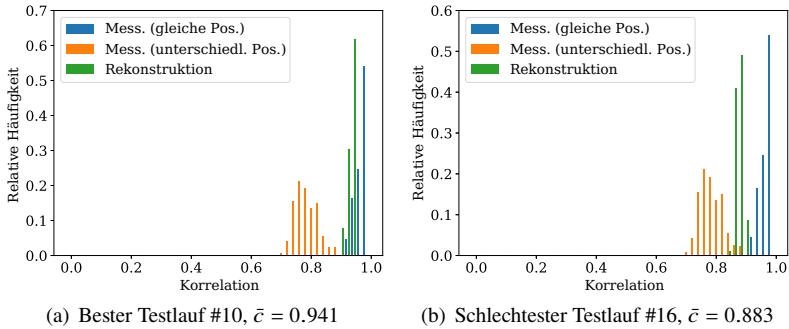 0.7
0.6
0.5
0.4
0.3
0.2
0.1
0.0
Relative Häufigkeit
Mess. (gleiche Pos.)
Mess. (unterschiedl. Pos.)
Rekonstruktion
0.0 0.2 0.4 0.6 0.8 1.0
Korrelation
(a) Bester Testlauf #10, c̄ = 0.941
0.6
0.5
0.4
0.3
0.2
0.1
0.0
Relative Häufigkeit
Mess. (gleiche Pos.)
Mess. (unterschiedl. Pos.)
Rekonstruktion
0.0 0.2 0.4 0.6 0.8 1.0
Korrelation
(b) Schlechtester Testlauf #16, c̄ = 0.883